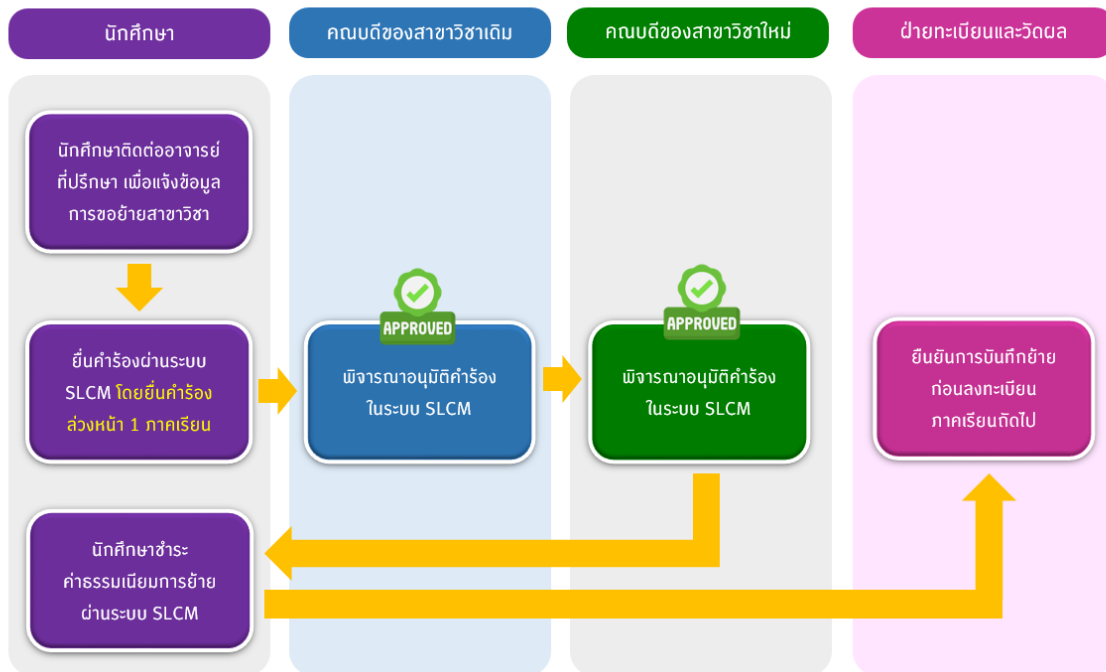 นักศึกษา
คณบดีของสาขาวิชาเดิม
คณบดีของสาขาวิชาใหม่
ฝ่ายทะเบียนและวัดผล
นักศึกษาติดต่ออาจารย์
ที่ปรึกษา เพื่อแจ้งข้อมูล
การขอย้ายสาขาวิชา
ยื่นคำร้องผ่านระบบ
SLCM โดยยื่นคำร้อง
ล่วงหน้า 1 ภาคเรียน
APPROVED
พิจารณาอนุมัติคำร้อง
ในระบบ SLCM
APPROVED
พิจารณาอนุมัติคำร้อง
ในระบบ SLCM
นักศึกษาชำระ
ค่าธรรมเนียมการย้าย
ผ่านระบบ SLCM
ยืนยันการบันทึกย้าย
ก่อนลงทะเบียน
ภาคเรียนถัดไป